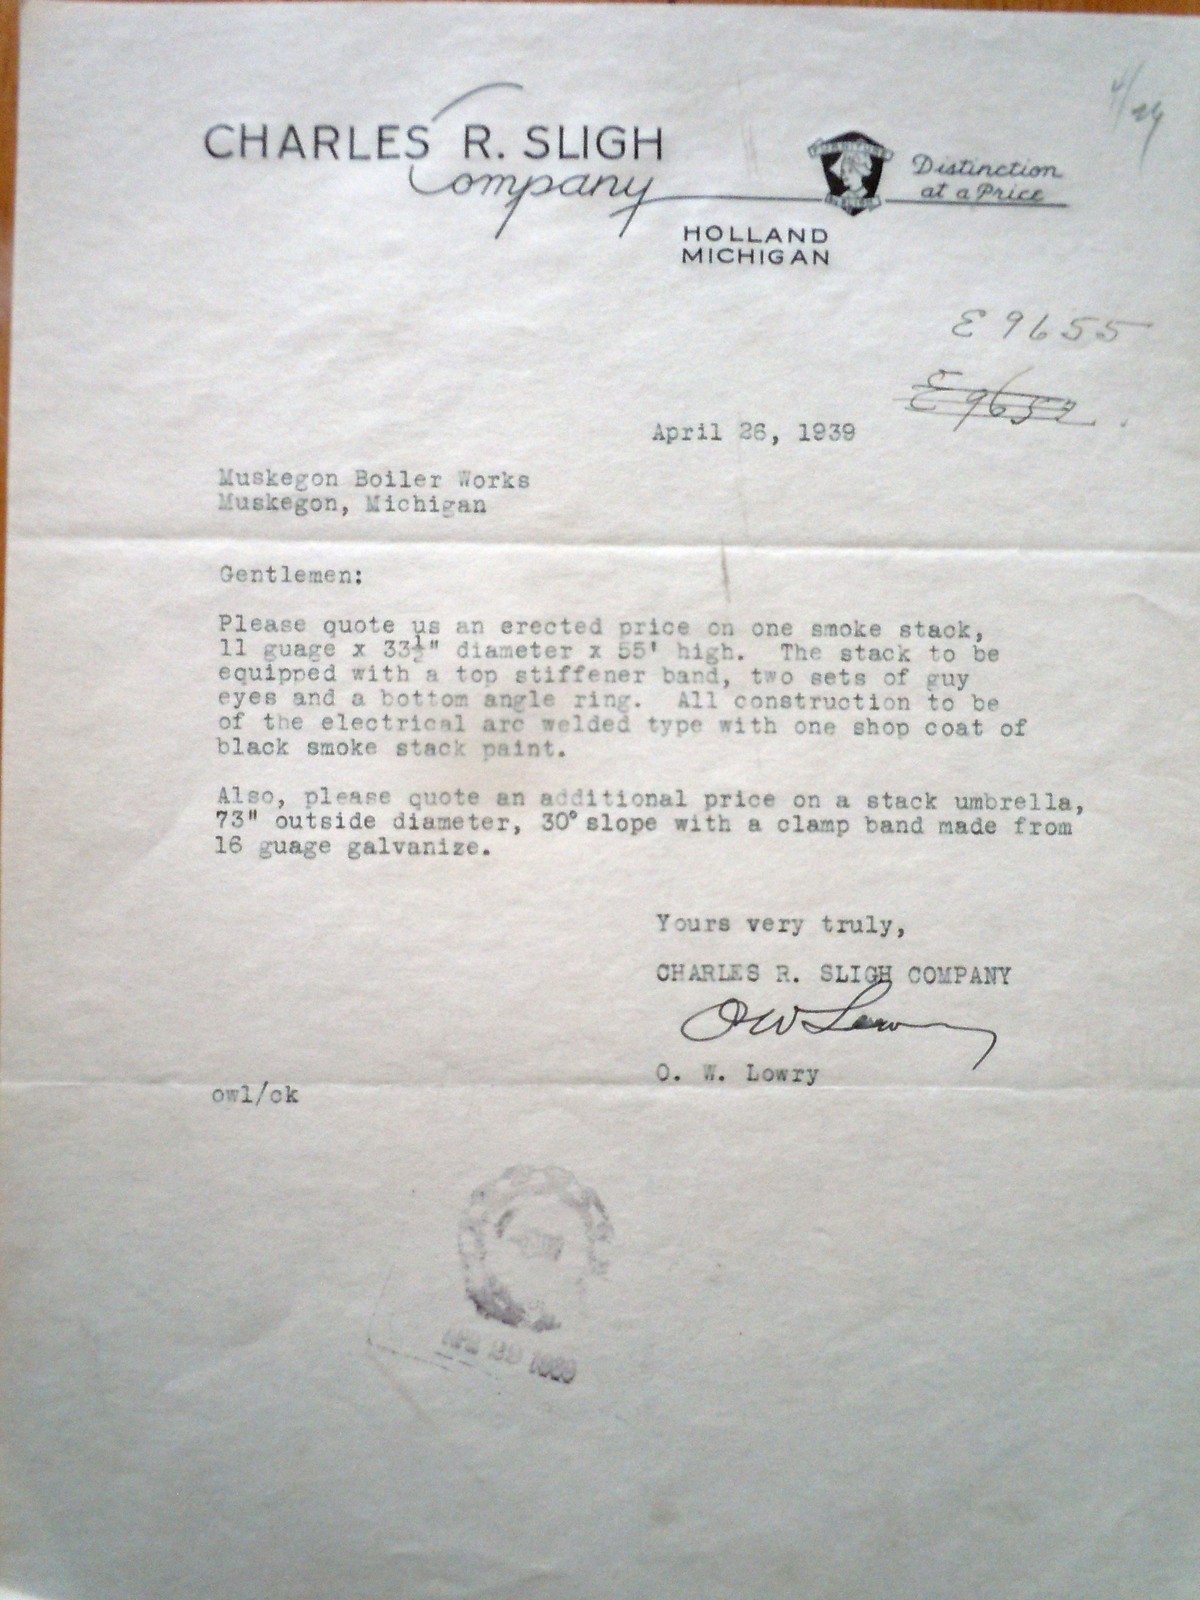 CHARLES R. SLIGH
Company
Distinction
at a Price
HOLLAND
MICHIGAN
E 9655
April 26, 1939
Muskegon Boiler Works
Muskegon, Michigan
Gentlemen:
Please quote us an erected price on one smoke stack,
11 guage x 33½" diameter x 55' high. The stack to be
equipped with a top stiffener band, two sets of guy
eyes and a bottom angle ring. All construction to be
of the electrical arc welded type with one shop coat of
black smoke stack paint.
Also, please quote an additional price on a stack umbrella,
73" outside diameter, 30° slope with a clamp band made from
16 guage galvanize.
Yours very truly,
CHARLES R. SLIGH COMPANY
O. W. Lowry
owl/ck